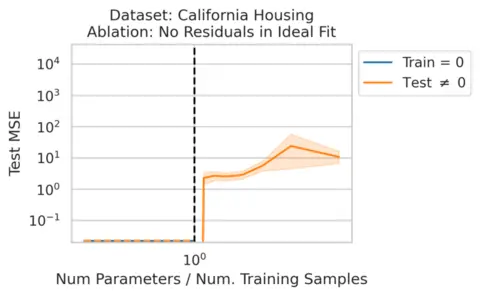 Dataset: California Housing
Ablation: No Residuals in Ideal Fit
Train = 0
Test ≠ 0
10⁴
10³
10²
10¹
10⁰
10⁻¹
Test MSE
10⁰
Num Parameters / Num. Training Samples